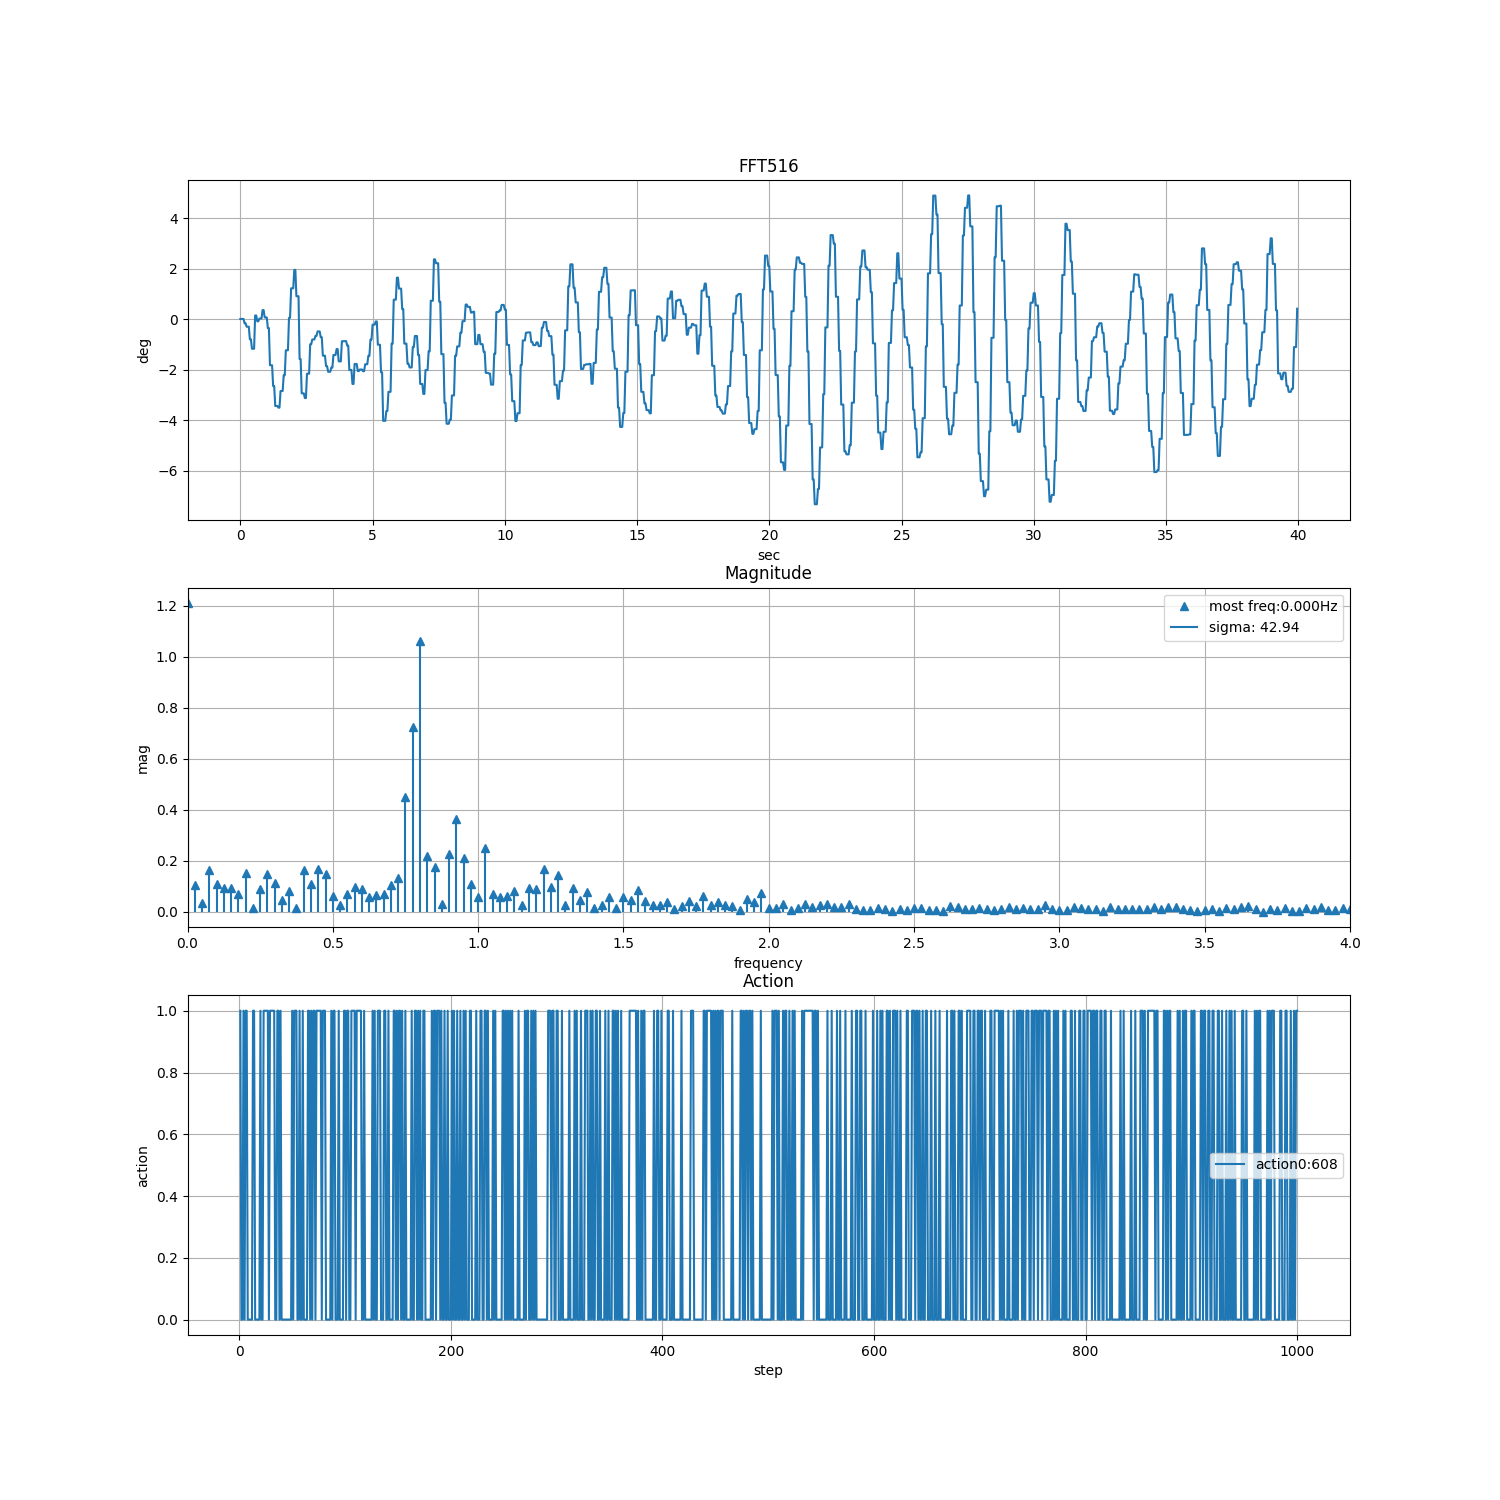 FFT516
4
2
0
−2
−4
−6
deg
0 5 10 15 20 25 30 35 40
sec
Magnitude
1.2
1.0
0.8
0.6
0.4
0.2
0.0
mag
most freq:0.000Hz
sigma: 42.94
0.0 0.5 1.0 1.5 2.0 2.5 3.0 3.5 4.0
frequency
Action
1.0
0.8
0.6
0.4
0.2
0.0
action
action0:608
0 200 400 600 800 1000
step